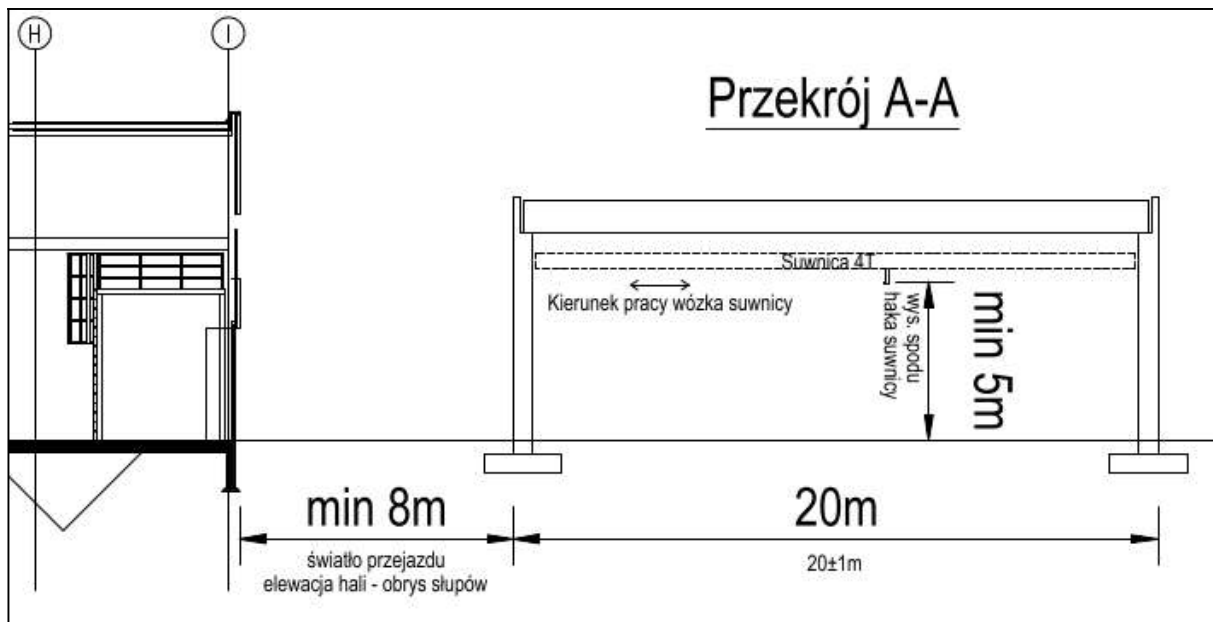 H
I
Przekrój A-A
Suwnica 4T
Kierunek pracy wózka suwnicy
wys. spodu
haka suwnicy
min 5m
min 8m
światło przejazdu
elewacja hali - obrys słupów
20m
20±1m